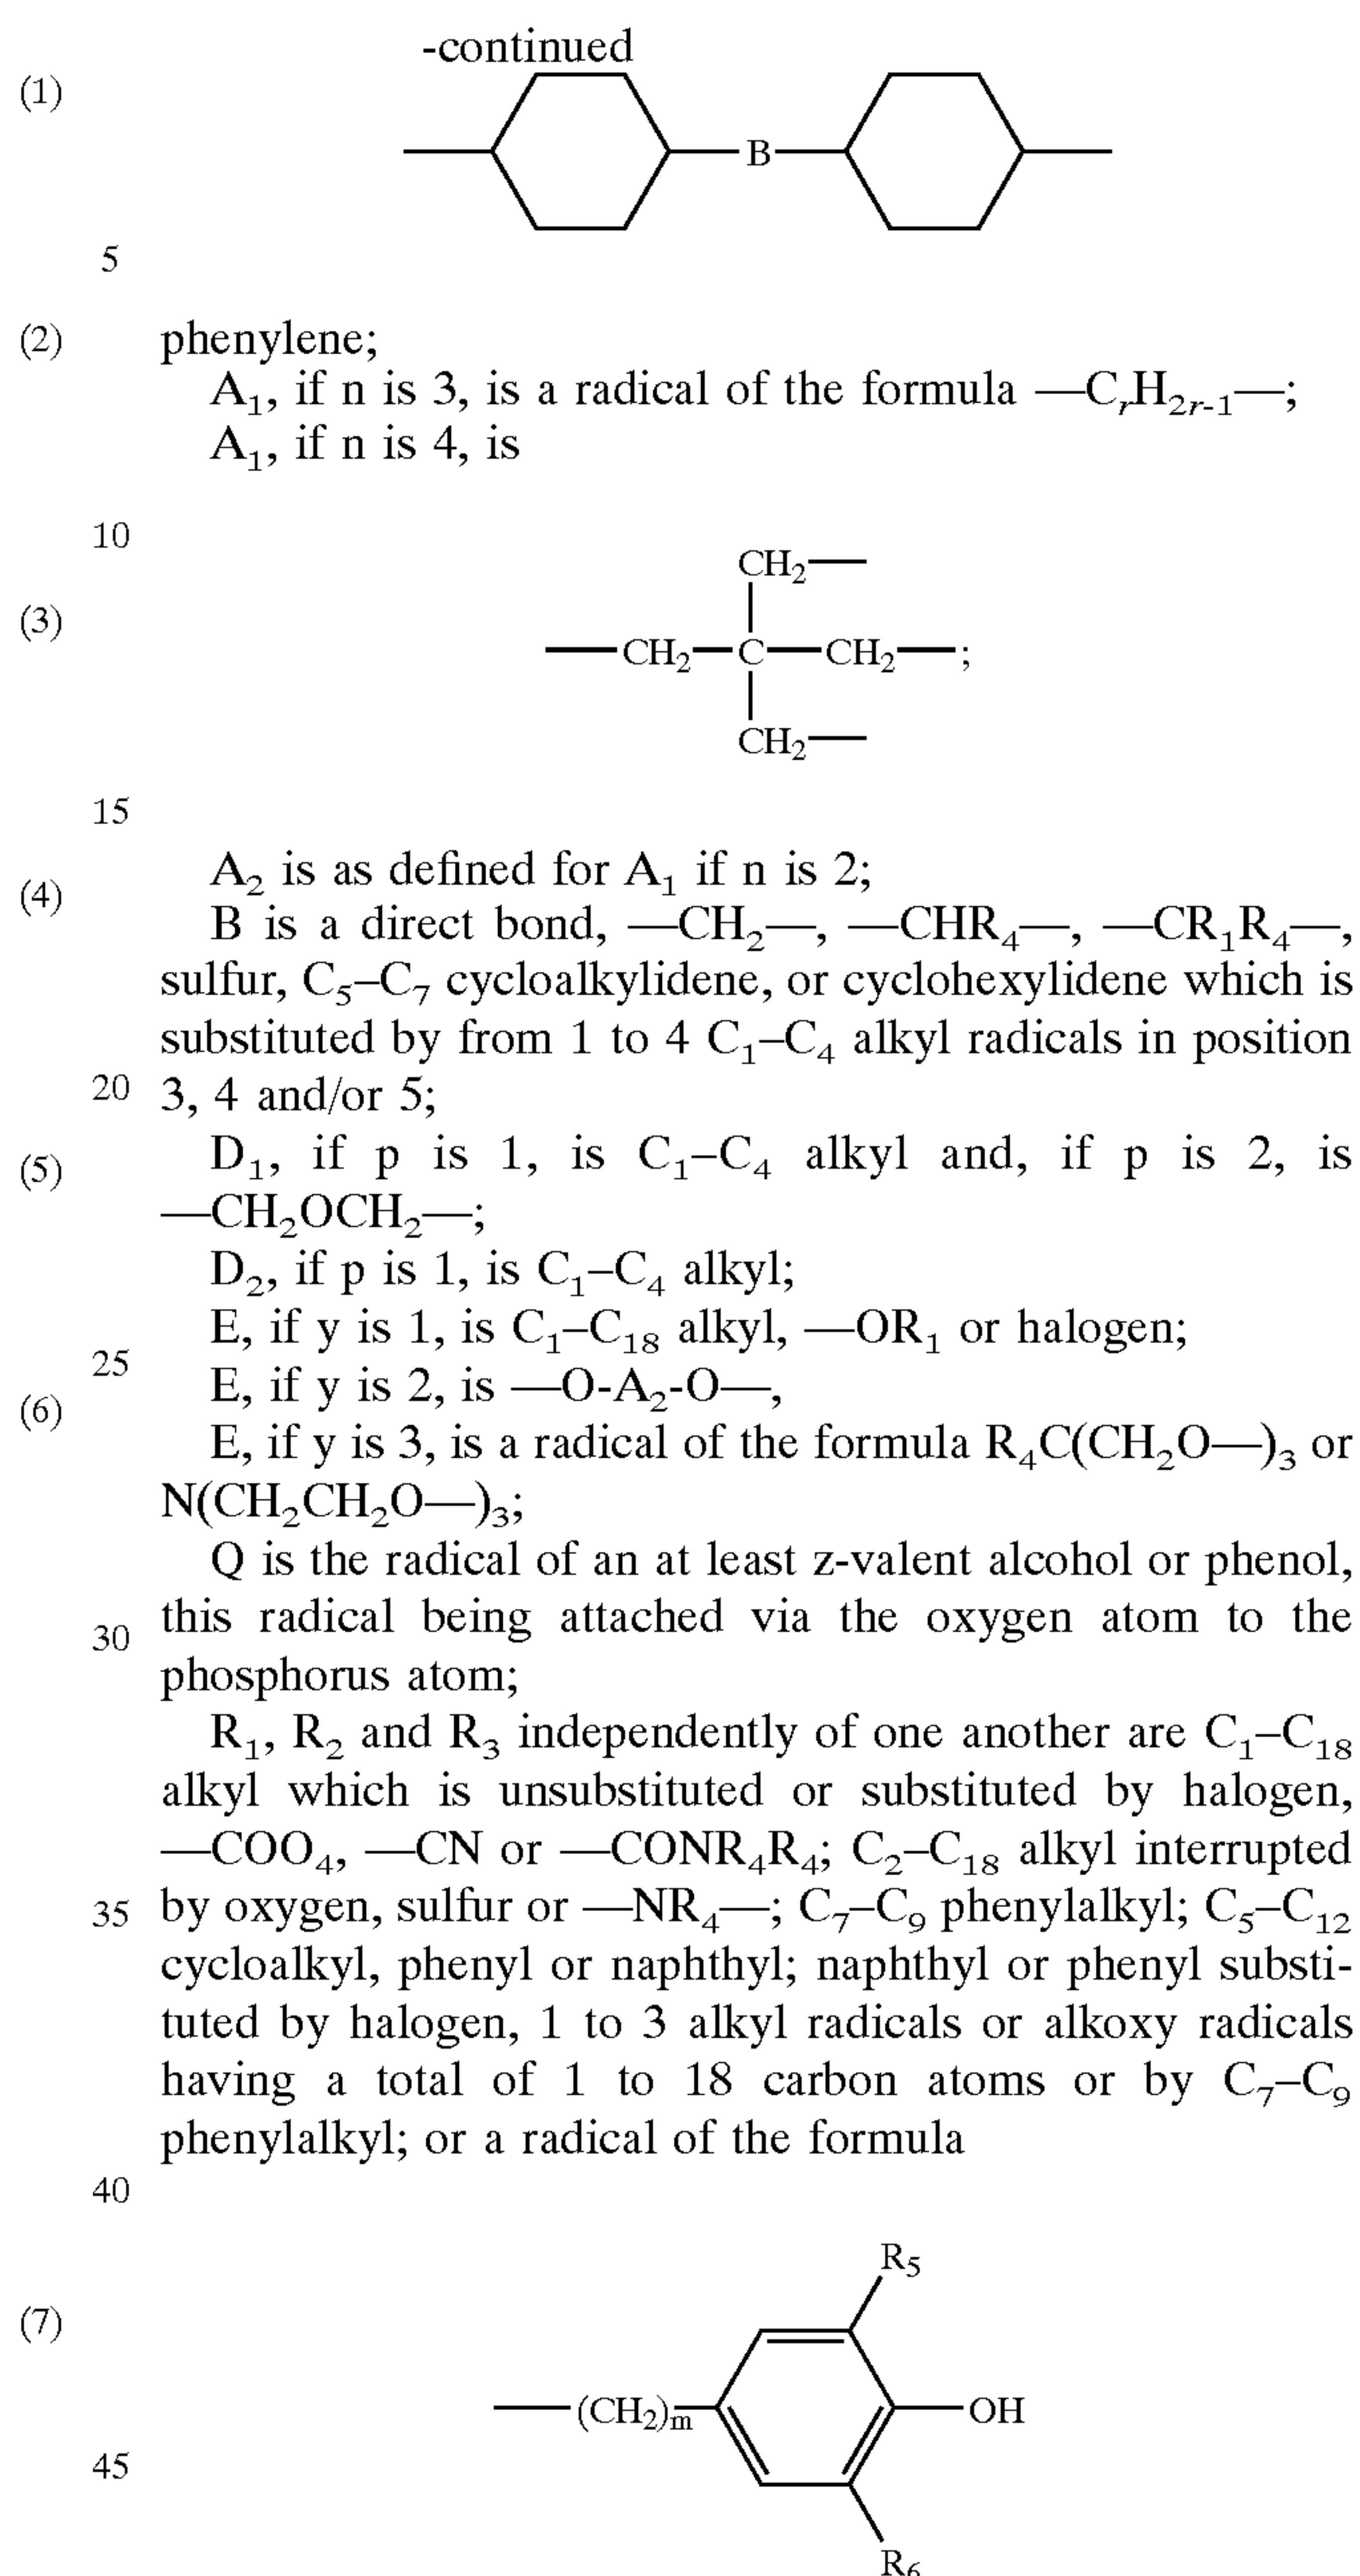 -continued
(1)
B
5
(2) phenylene;
A₁, if n is 3, is a radical of the formula —CᵣH₂ᵣ₋₁—;
A₁, if n is 4, is
10
CH₂—
(3)
—CH₂—C—CH₂—;
CH₂—
15
A₂ is as defined for A₁ if n is 2;
(4)
B is a direct bond, —CH₂—, —CHR₄—, —CR₁R₄—,
sulfur, C₅–C₇ cycloalkylidene, or cyclohexylidene which is
substituted by from 1 to 4 C₁–C₄ alkyl radicals in position
20 3, 4 and/or 5;
(5) D₁, if p is 1, is C₁–C₄ alkyl and, if p is 2, is
—CH₂OCH₂—;
D₂, if p is 1, is C₁–C₄ alkyl;
E, if y is 1, is C₁–C₁₈ alkyl, —OR₁ or halogen;
25
E, if y is 2, is —O-A₂-O—,
(6)
E, if y is 3, is a radical of the formula R₄C(CH₂O—)₃ or
N(CH₂CH₂O—)₃;
Q is the radical of an at least z-valent alcohol or phenol,
this radical being attached via the oxygen atom to the
30
phosphorus atom;
R₁, R₂ and R₃ independently of one another are C₁–C₁₈
alkyl which is unsubstituted or substituted by halogen,
—COO₄, —CN or —CONR₄R₄; C₂–C₁₈ alkyl interrupted
35 by oxygen, sulfur or —NR₄—; C₇–C₉ phenylalkyl; C₅–C₁₂
cycloalkyl, phenyl or naphthyl; naphthyl or phenyl substi-
tuted by halogen, 1 to 3 alkyl radicals or alkoxy radicals
having a total of 1 to 18 carbon atoms or by C₇–C₉
phenylalkyl; or a radical of the formula
40
R₅
(7)
—(CH₂)ₘ OH
45
R₆